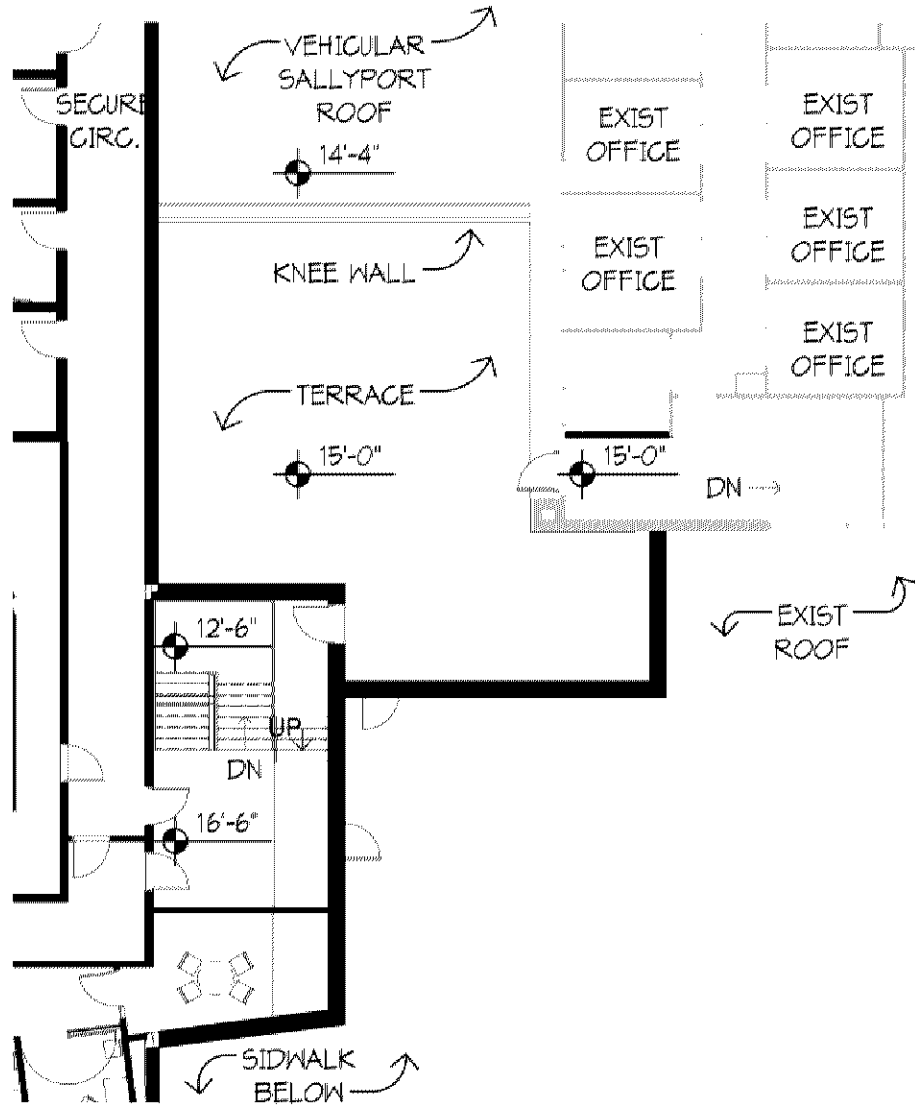 VEHICULAR
SALLYPORT
ROOF
SECURE
CIRC.
EXIST
OFFICE
EXIST
OFFICE
14'-4"
EXIST
OFFICE
EXIST
OFFICE
KNEE WALL
EXIST
OFFICE
TERRACE
15'-0"
15'-0"
DN
12'-6"
EXIST
ROOF
UP
DN
16'-6"
SIDWALK
BELOW